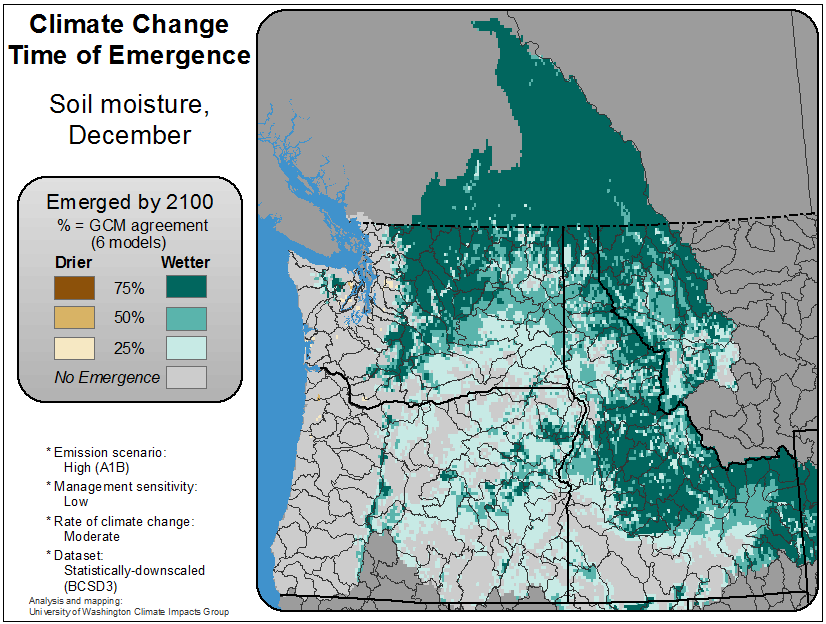 Climate Change
Time of Emergence
Soil moisture,
December
Emerged by 2100
% = GCM agreement
(6 models)
Drier Wetter
75%
50%
25%
No Emergence
* Emission scenario:
High (A1B)
* Management sensitivity:
Low
* Rate of climate change:
Moderate
* Dataset:
Statistically-downscaled
(BCSD3)
Analysis and mapping:
University of Washington Climate Impacts Group